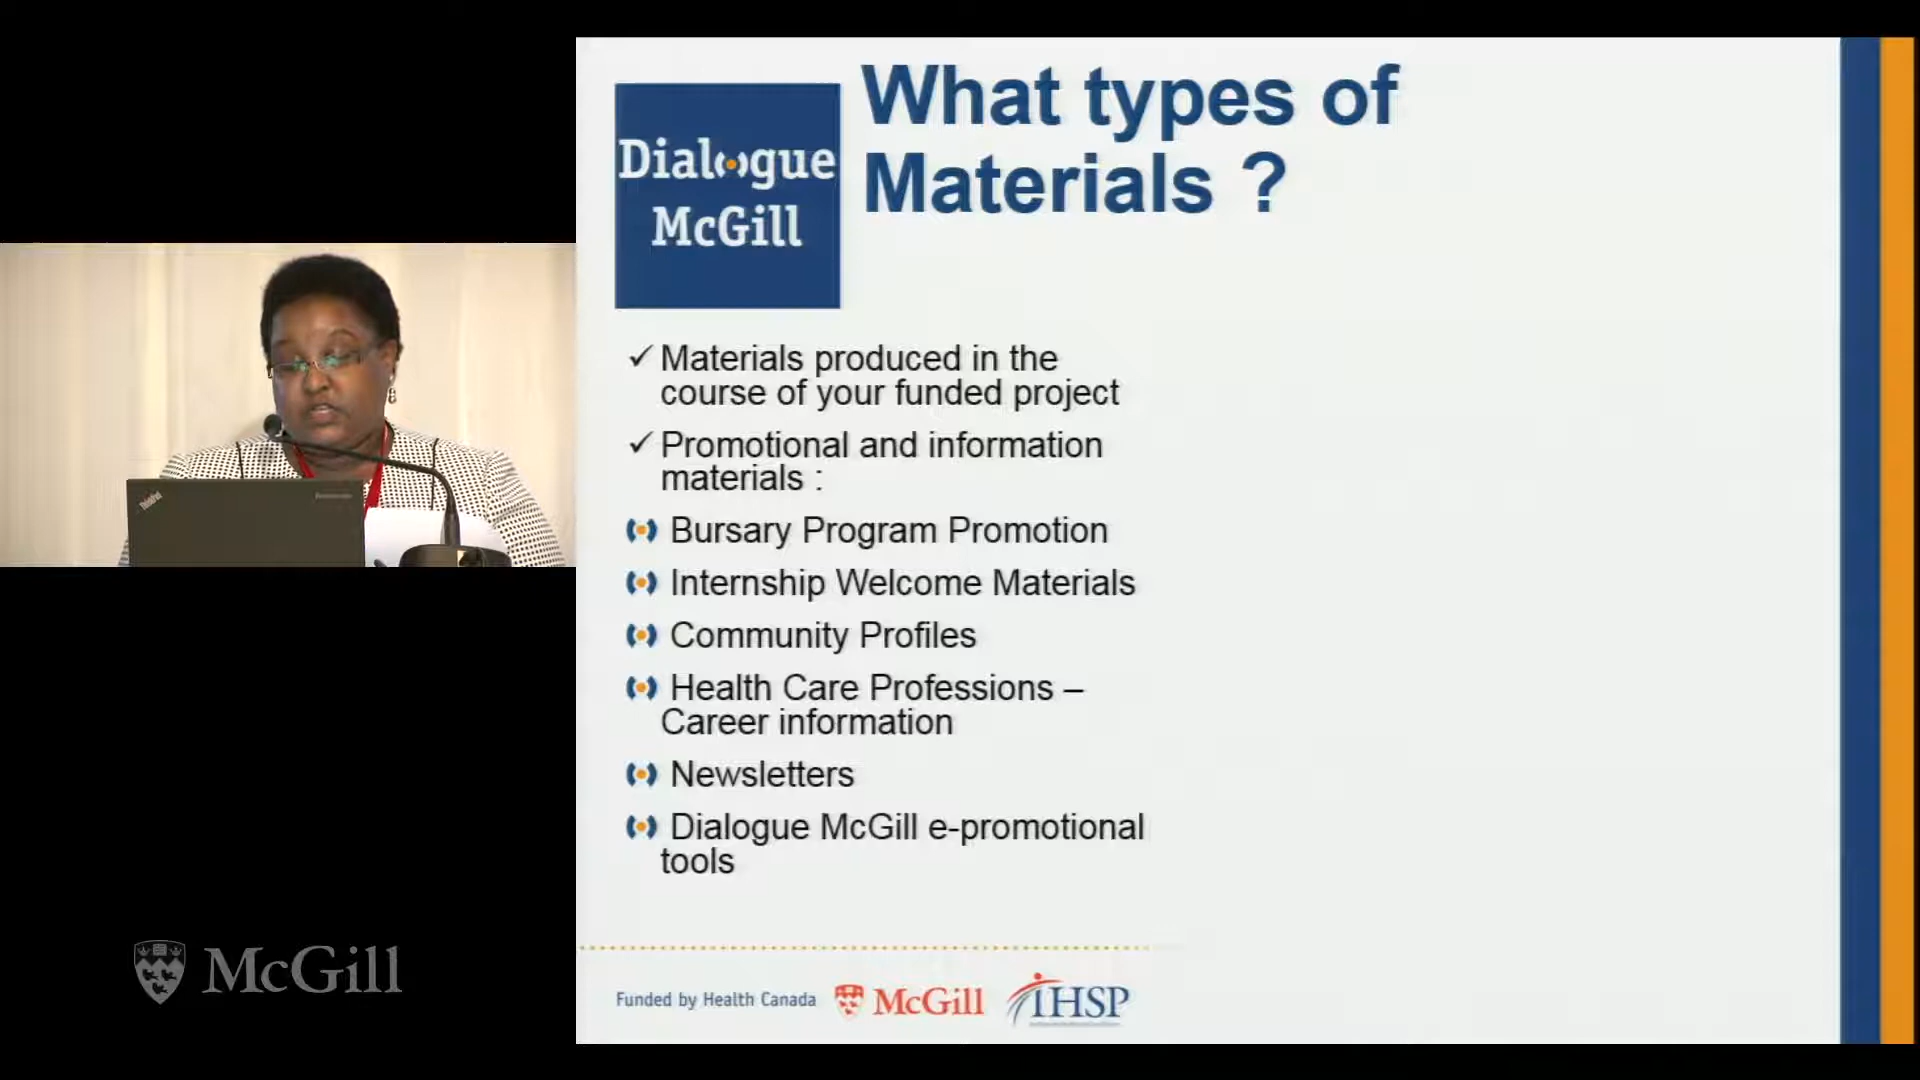 What types of
Materials ?
Dialogue
McGill
✓ Materials produced in the
course of your funded project
✓ Promotional and information
materials :
Bursary Program Promotion
Internship Welcome Materials
Community Profiles
Health Care Professions –
Career information
Newsletters
Dialogue McGill e-promotional
tools
Funded by Health Canada
McGill
IHSP
ThinkPad
McGill